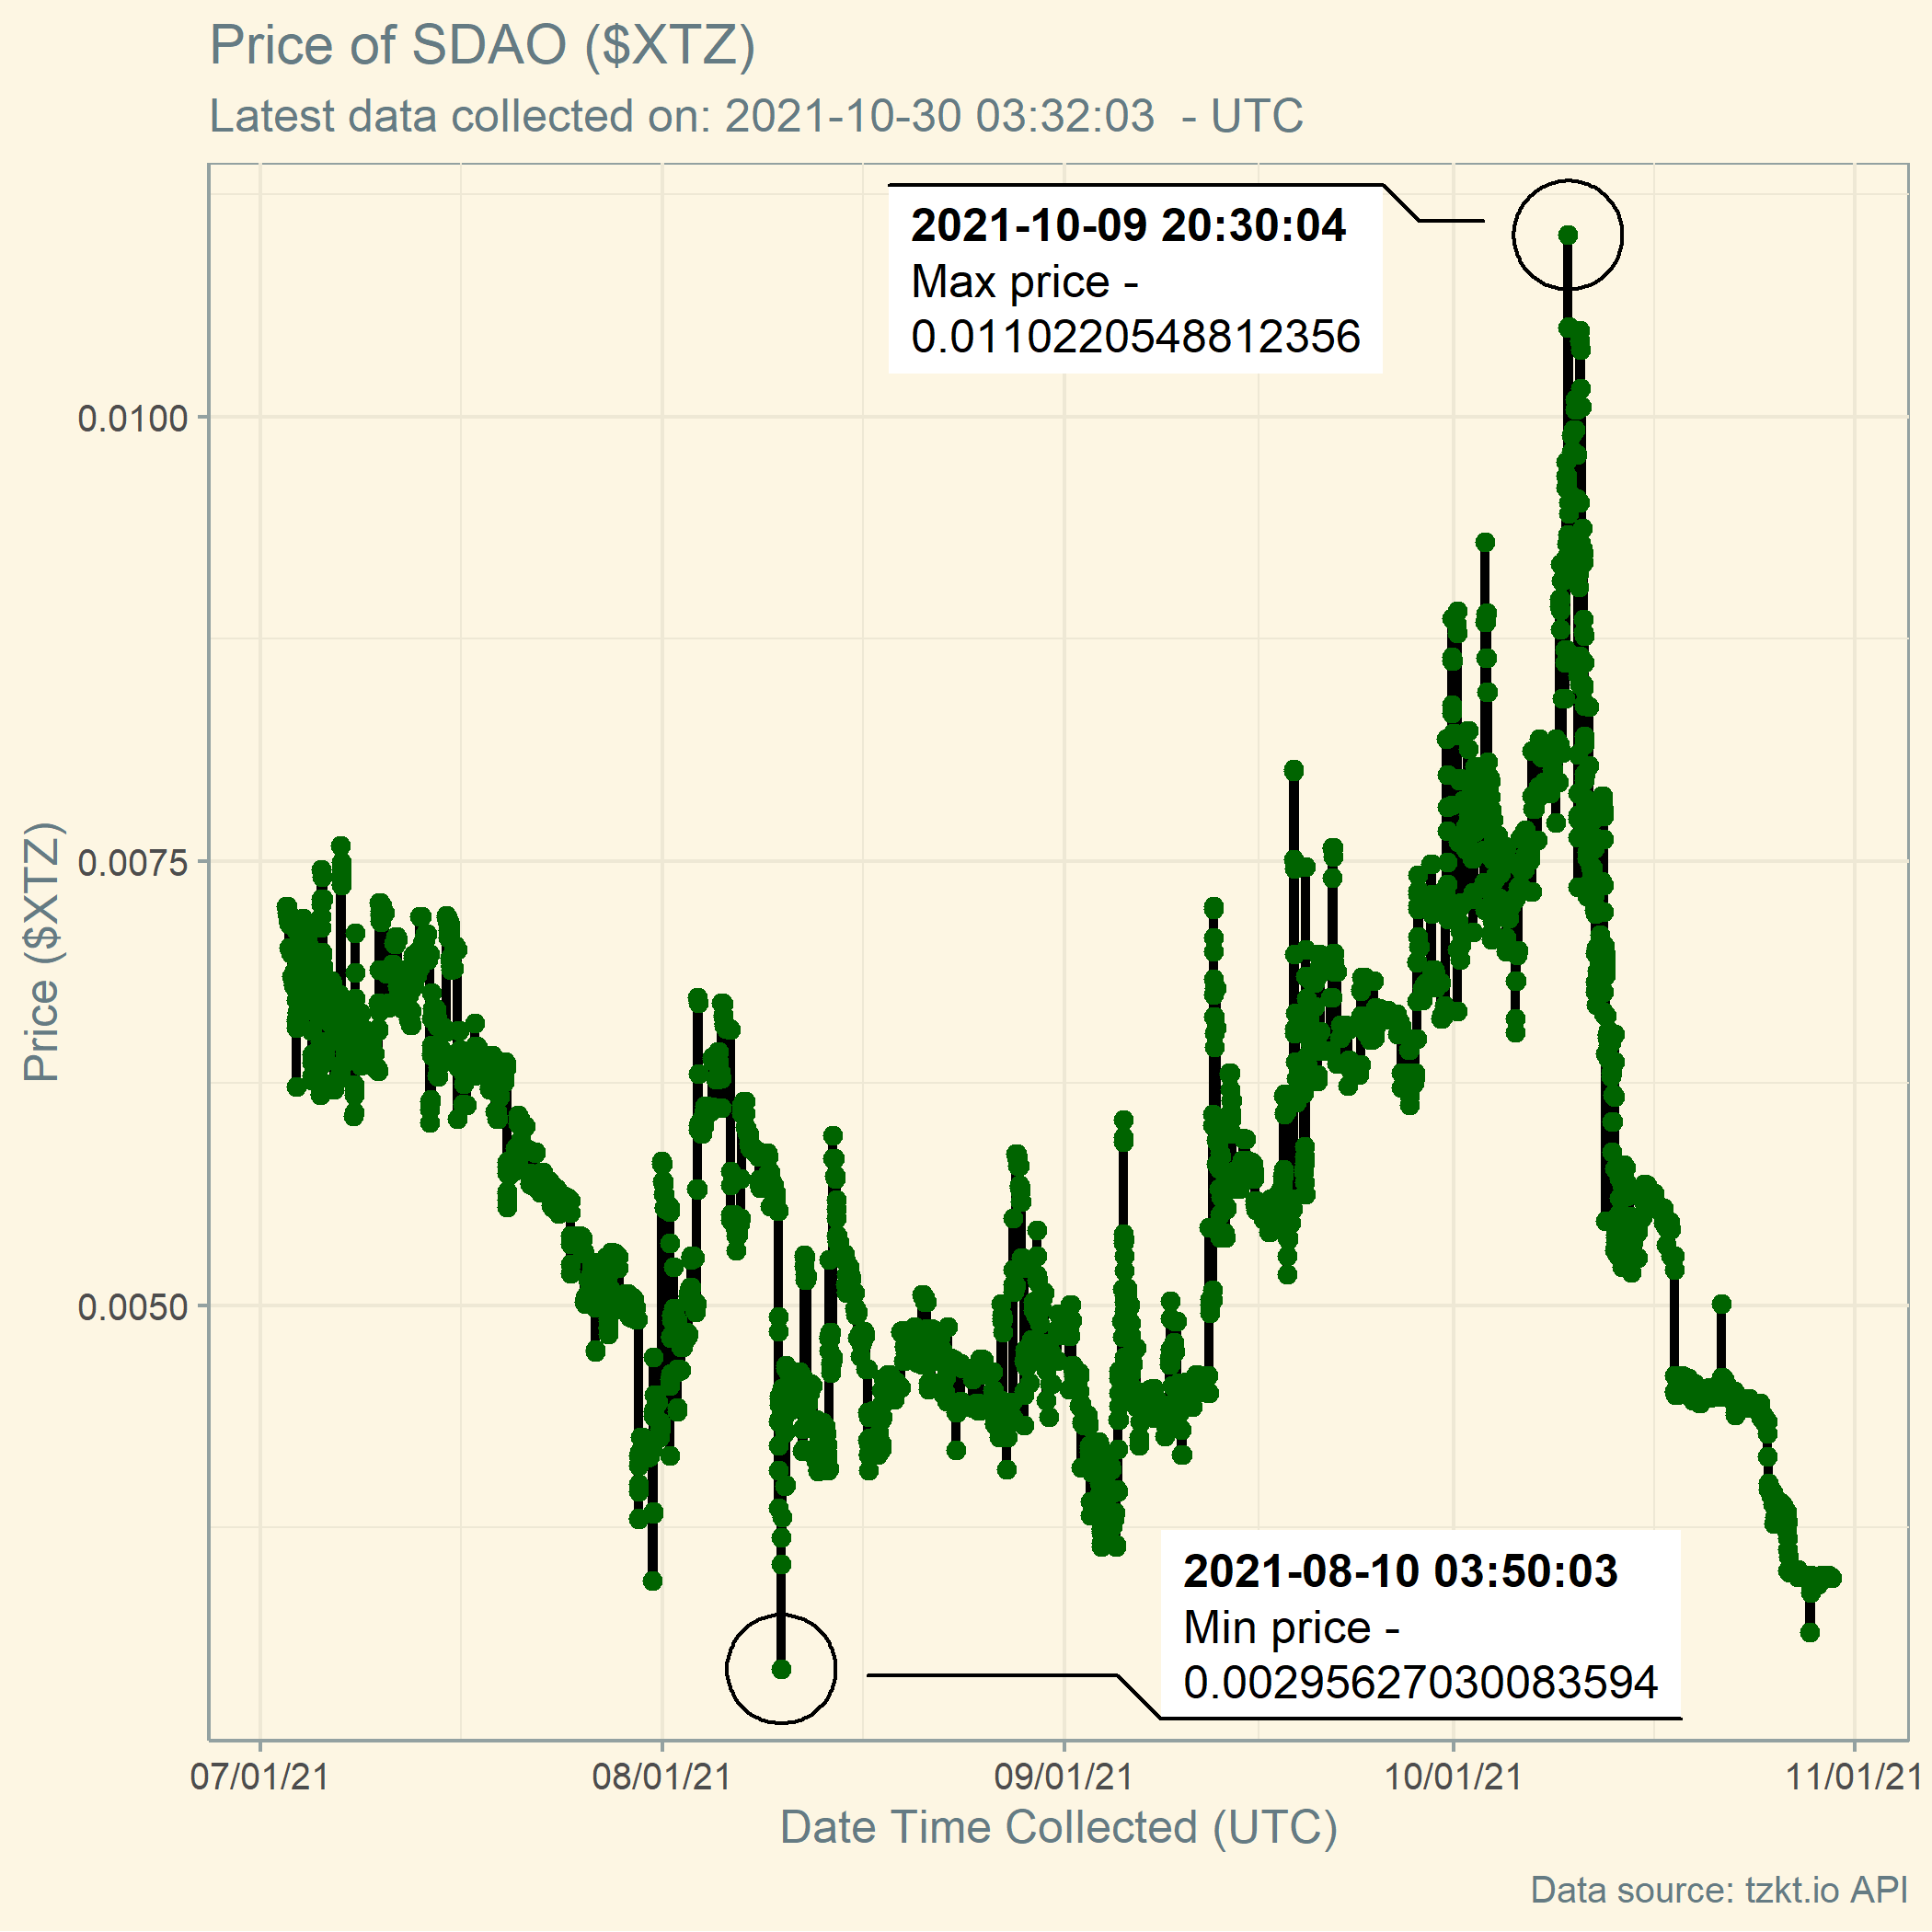 Price of SDAO ($XTZ)
Latest data collected on: 2021-10-30 03:32:03  - UTC
2021-10-09 20:30:04
Max price -
0.01102205488​12356
0.0100
0.0075
0.0050
Price ($XTZ)
2021-08-10 03:50:03
Min price -
0.00295627030083594
07/01/21
08/01/21
09/01/21
10/01/21
11/01/21
Date Time Collected (UTC)
Data source: tzkt.io API